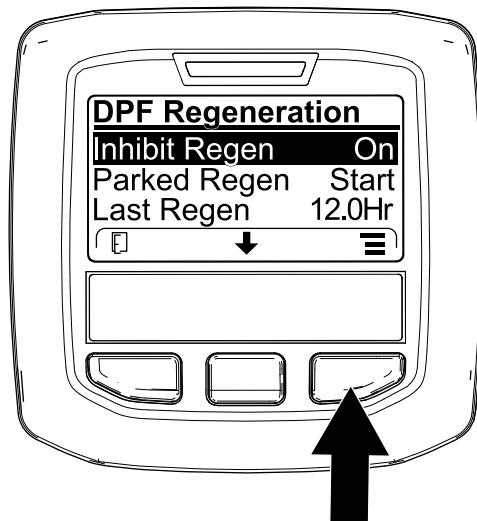 DPF Regeneration
Inhibit Regen On
Parked Regen Start
Last Regen 12.0Hr